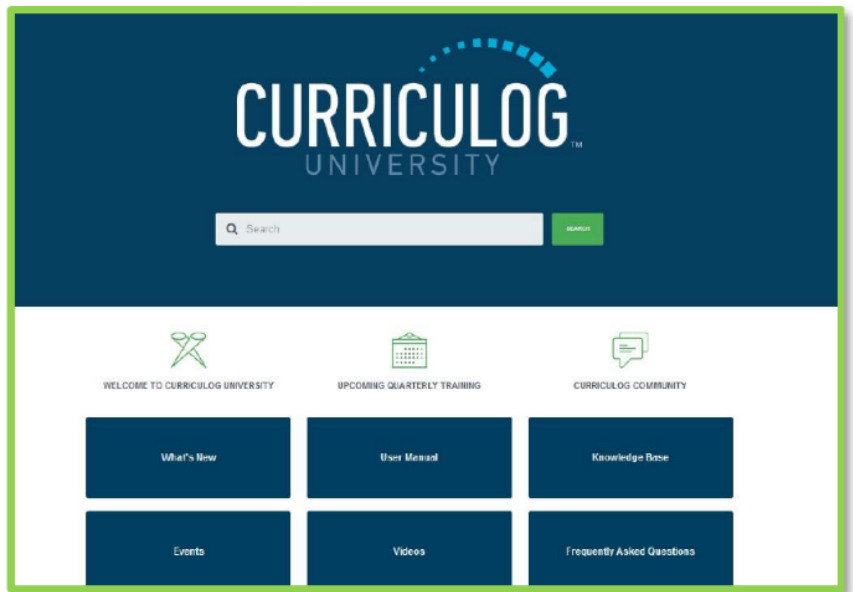 CURRICULOG
TM
UNIVERSITY
Search
SEARCH
WELCOME TO CURRICULOG UNIVERSITY
UPCOMING QUARTERLY TRAINING
CURRICULOG COMMUNITY
What's New
User Manual
Knowledge Base
Events
Videos
Frequently Asked Questions